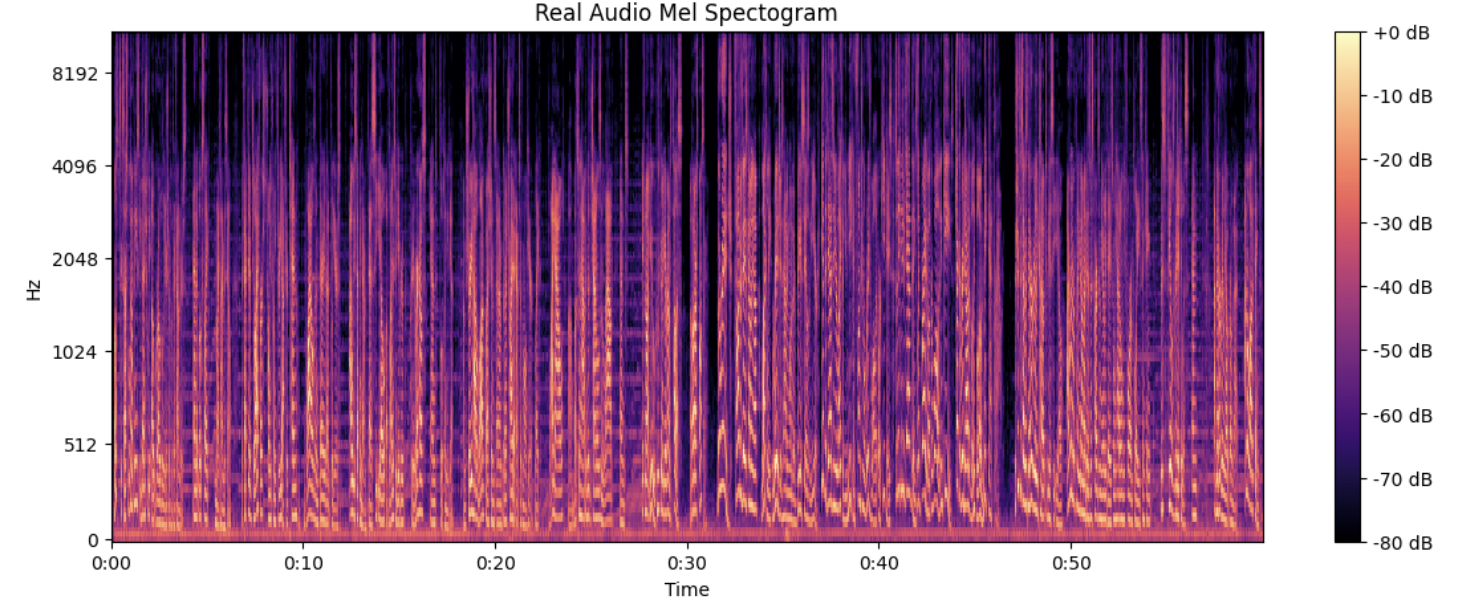 Real Audio Mel Spectogram
8192
4096
2048
1024
512
0
Hz
0:00 0:10 0:20 0:30 0:40 0:50
Time
+0 dB
-10 dB
-20 dB
-30 dB
-40 dB
-50 dB
-60 dB
-70 dB
-80 dB